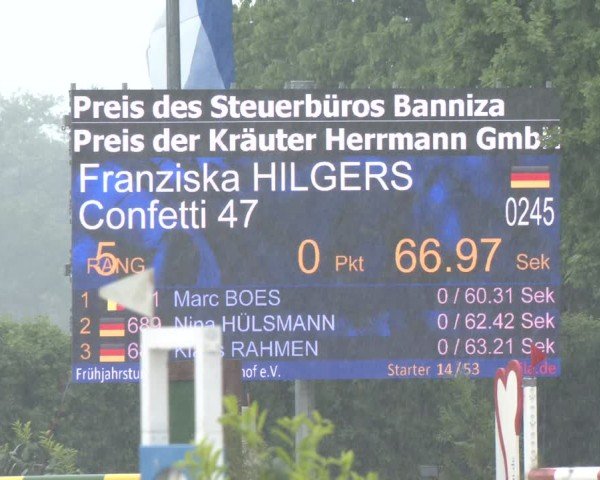 Preis des Steuerbüros Banniza
Preis der Kräuter Herrmann GmbH
Franziska HILGERS
Confetti 47 0245
5 RANG 0 Pkt 66.97 Sek
1 Marc BOES 0 / 60.31 Sek
2 689 Nina HÜLSMANN 0 / 62.42 Sek
3 RAHMEN 0 / 63.21 Sek
e.V. Starter 14/53